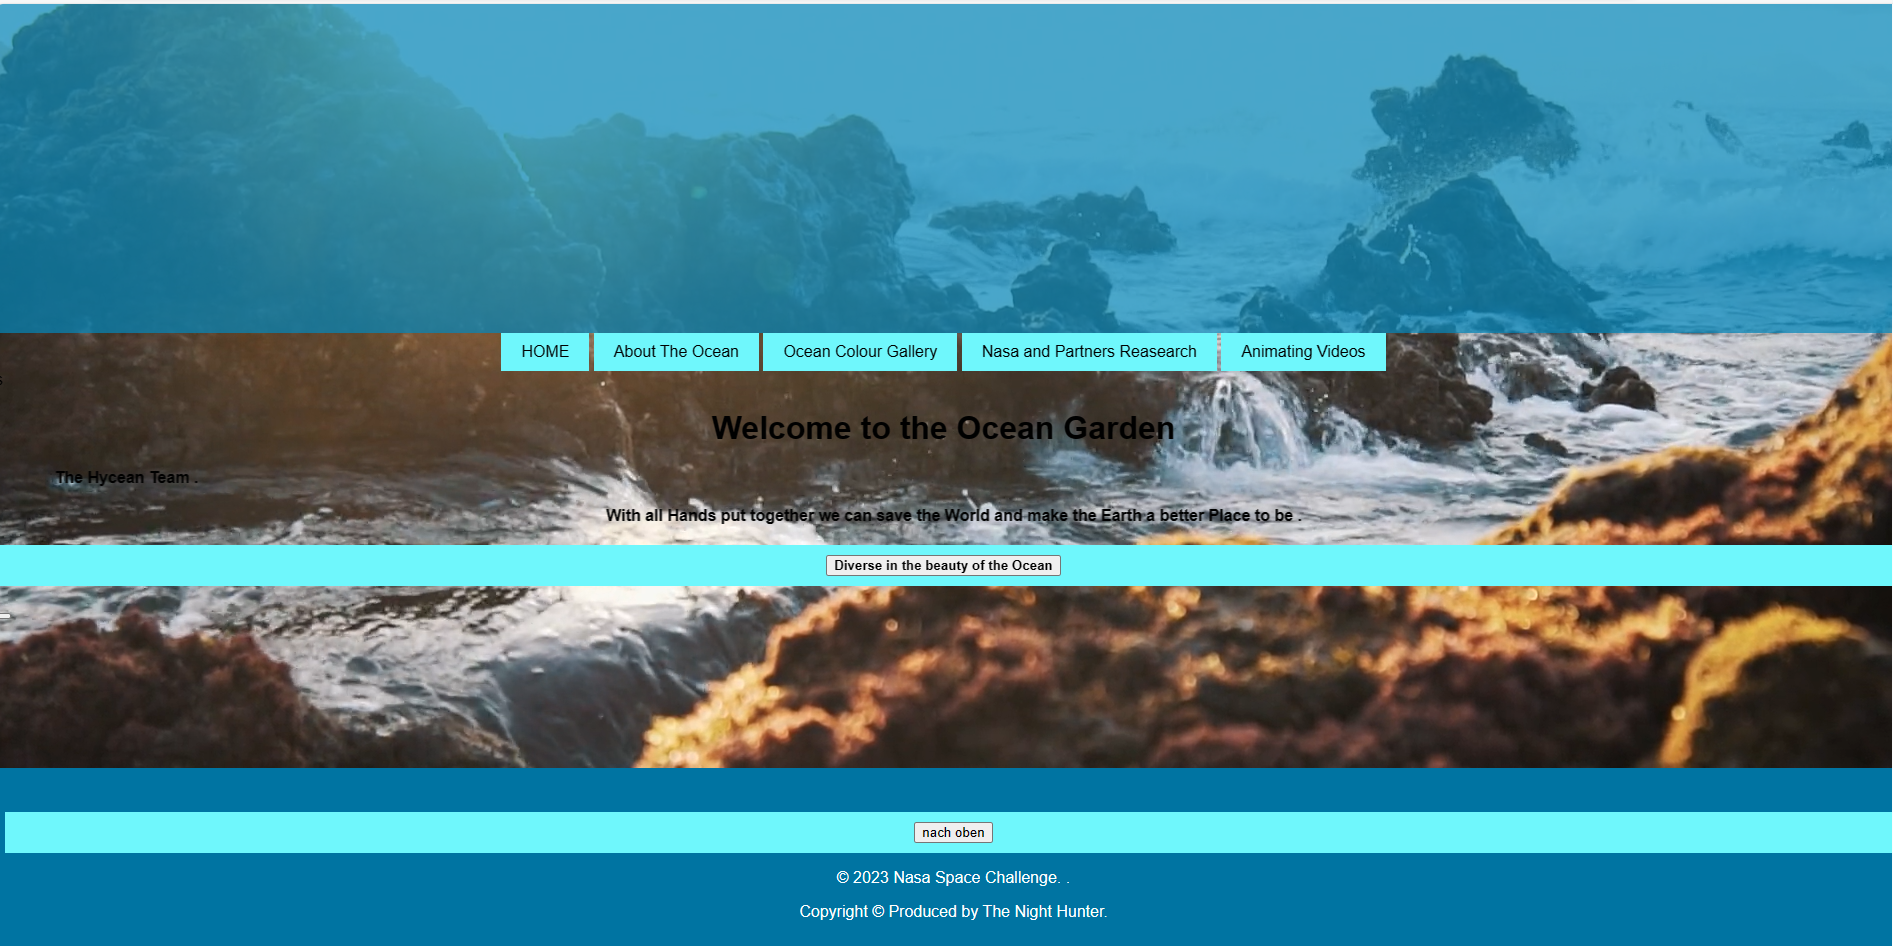 HOME About The Ocean Ocean Colour Gallery Nasa and Partners Reasearch Animating Videos
s
Welcome to the Ocean Garden
The Hycean Team .
With all Hands put together we can save the World and make the Earth a better Place to be .
Diverse in the beauty of the Ocean
nach oben
© 2023 Nasa Space Challenge. .
Copyright © Produced by The Night Hunter.